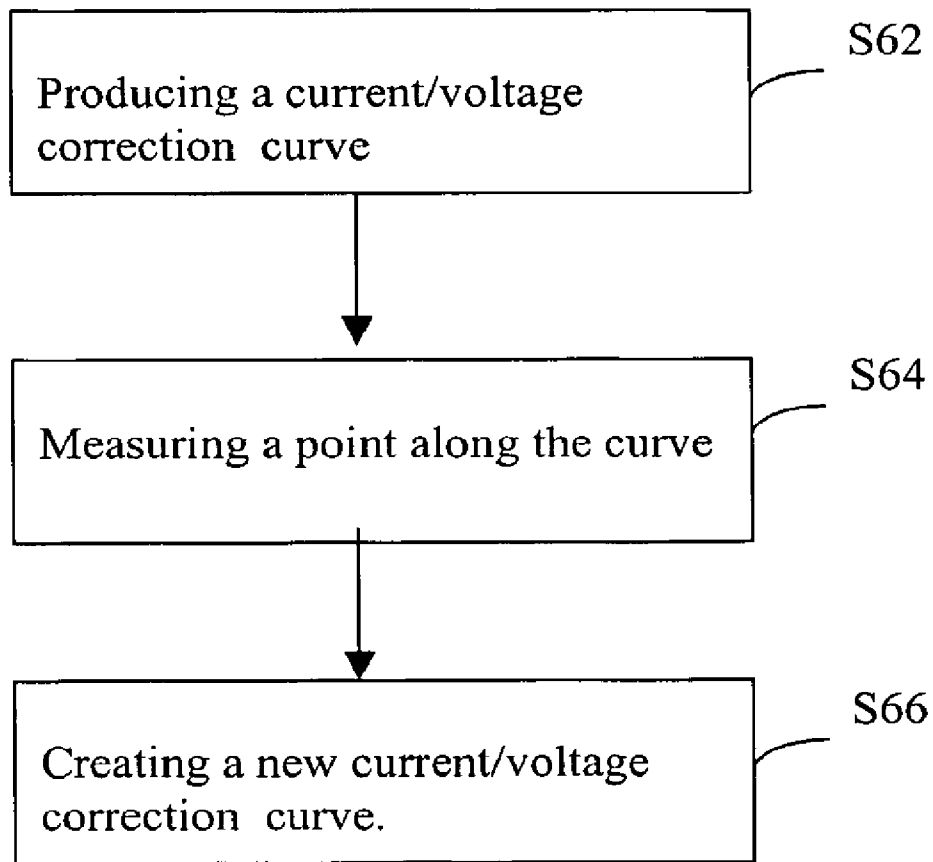 S62
Producing a current/voltage
correction curve
S64
Measuring a point along the curve
S66
Creating a new current/voltage
correction curve.